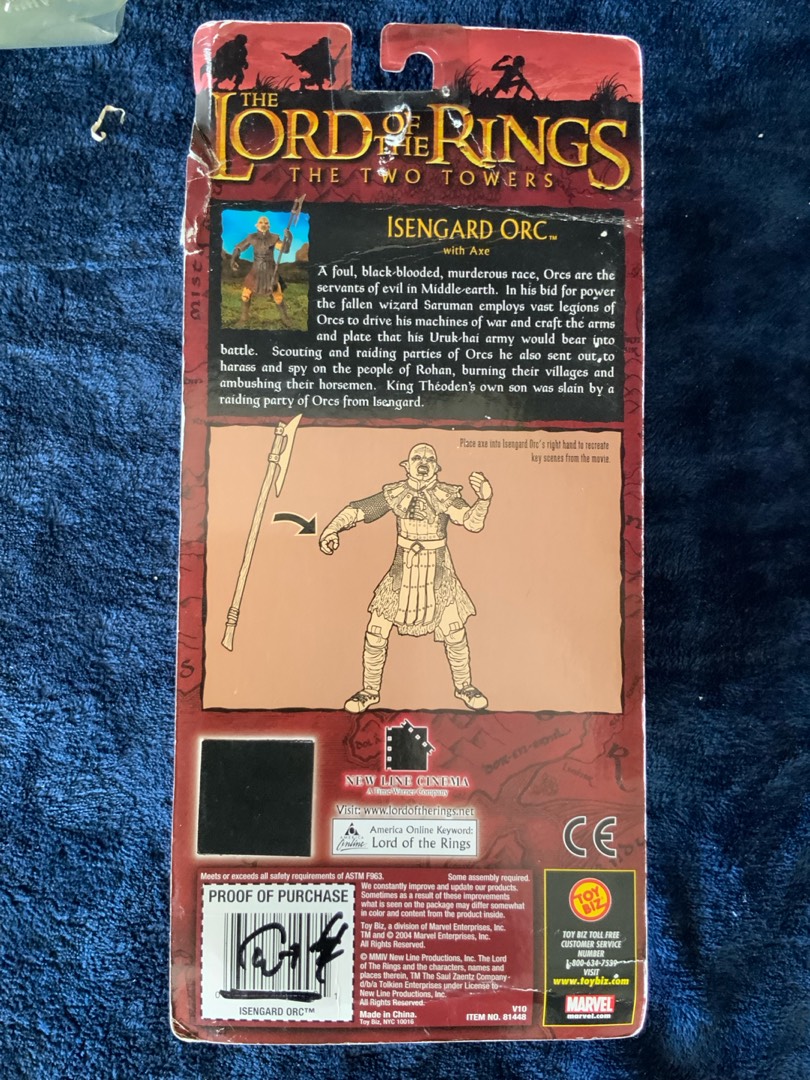 THE
LORD OF THE RINGS
THE TWO TOWERS
ISENGARD ORC™
with Axe
A foul, black-blooded, murderous race, Orcs are the
servants of evil in Middle-earth. In his bid for power
the fallen wizard Saruman employs vast legions of
Orcs to drive his machines of war and craft the arms
and plate that his Uruk-hai army would bear into
battle. Scouting and raiding parties of Orcs he also sent out to
harass and spy on the people of Rohan, burning their villages and
ambushing their horsemen. King Théoden's own son was slain by a
raiding party of Orcs from Isengard.
Place axe into Isengard Orc's right hand to recreate
key scenes from the movie.
NEW LINE CINEMA
A Time Warner Company
Visit: www.lordoftherings.net
America Online
America Online Keyword:
Lord of the Rings
CE
Meets or exceeds all safety requirements of ASTM F963.
Some assembly required.
PROOF OF PURCHASE
ISENGARD ORC™
We constantly improve and update our products.
Sometimes as a result of these improvements
what is seen on the package may differ somewhat
in color and content from the product inside.
Toy Biz, a division of Marvel Enterprises, Inc.
TM and © 2004 Marvel Enterprises, Inc.
All Rights Reserved.
© MMIV New Line Productions, Inc. The Lord
of The Rings and the characters, names and
places therein, TM The Saul Zaentz Company
d/b/a Tolkien Enterprises under License to
New Line Productions, Inc.
All Rights Reserved.
Made in China.
Toy Biz, NYC 10016
V10
ITEM NO. 81448
TOY BIZ
TOY BIZ TOLL FREE
CUSTOMER SERVICE
NUMBER
1-800-634-7539
VISIT
www.toybiz.com
MARVEL
marvel.com